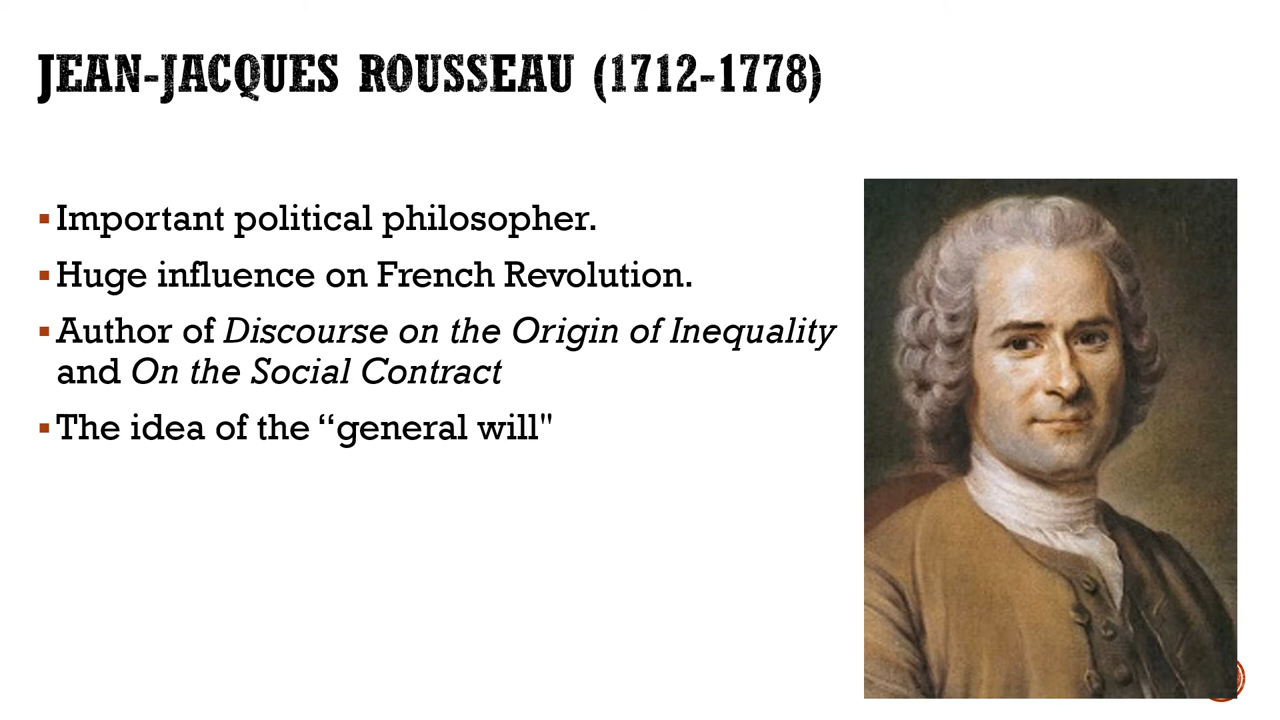 JEAN-JACQUES ROUSSEAU (1712-1778)
▪Important political philosopher.
▪Huge influence on French Revolution.
▪Author of Discourse on the Origin of Inequality
and On the Social Contract
▪The idea of the “general will"